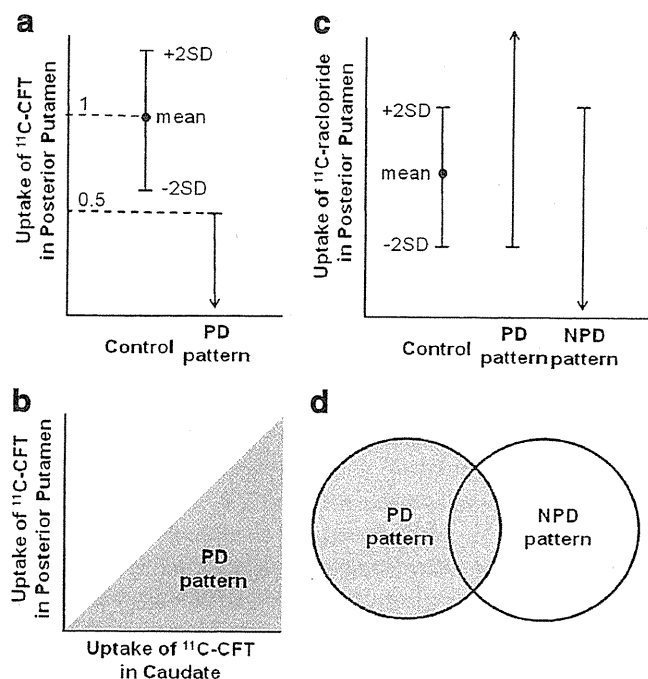 a
Uptake of ¹¹C-CFT
in Posterior Putamen
1
0.5
+2SD
mean
-2SD
Control
PD
pattern
b
Uptake of ¹¹C-CFT
in Posterior Putamen
PD
pattern
Uptake of ¹¹C-CFT
in Caudate
c
Uptake of ¹¹C-raclopride
in Posterior Putamen
+2SD
mean
-2SD
Control
PD
pattern
NPD
pattern
d
PD
pattern
NPD
pattern